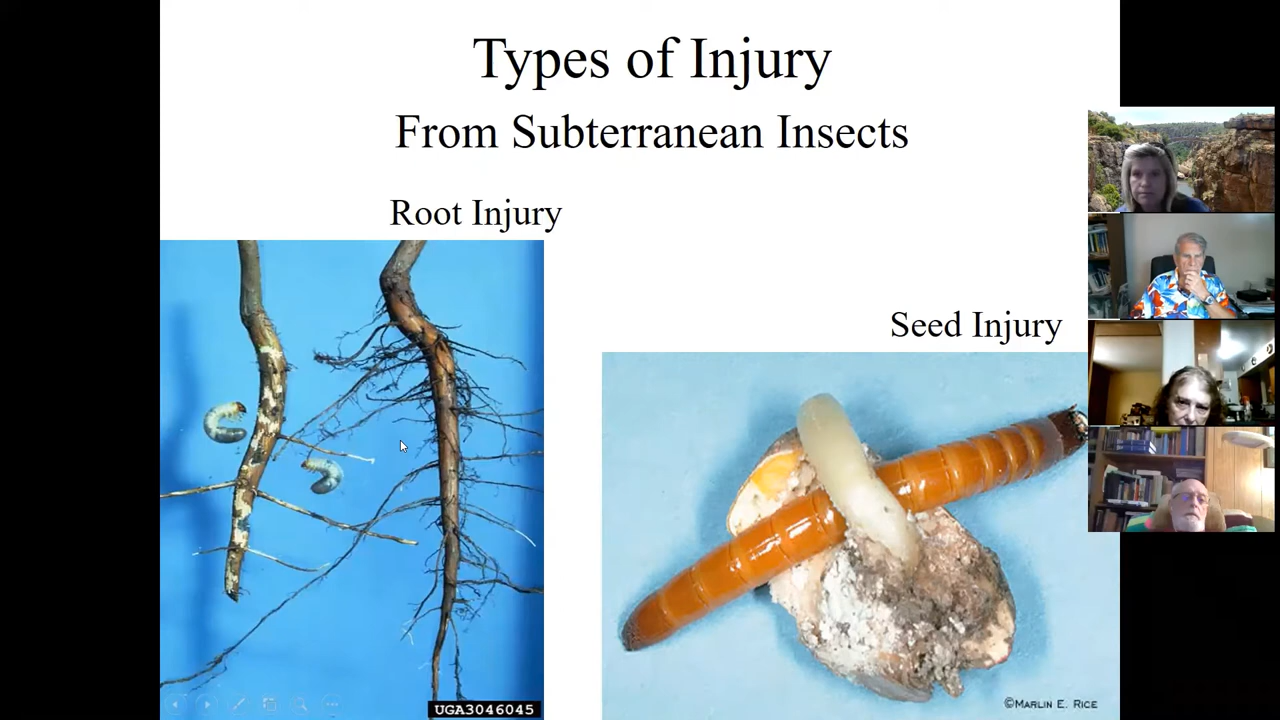 Types of Injury
From Subterranean Insects
Root Injury
Seed Injury
UGA3046045
©MARLIN E. RICE